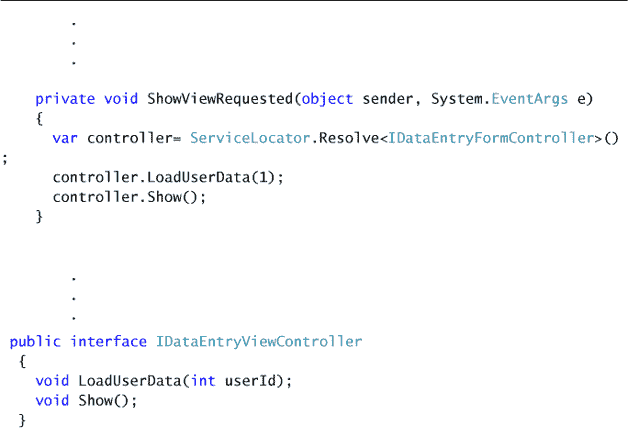 .
.
.
private void ShowViewRequested(object sender, System.EventArgs e)
{
var controller= ServiceLocator.Resolve<IDataEntryFormController>()
;
controller.LoadUserData(1);
controller.Show();
}
.
.
.
public interface IDataEntryViewController
{
void LoadUserData(int userId);
void Show();
}